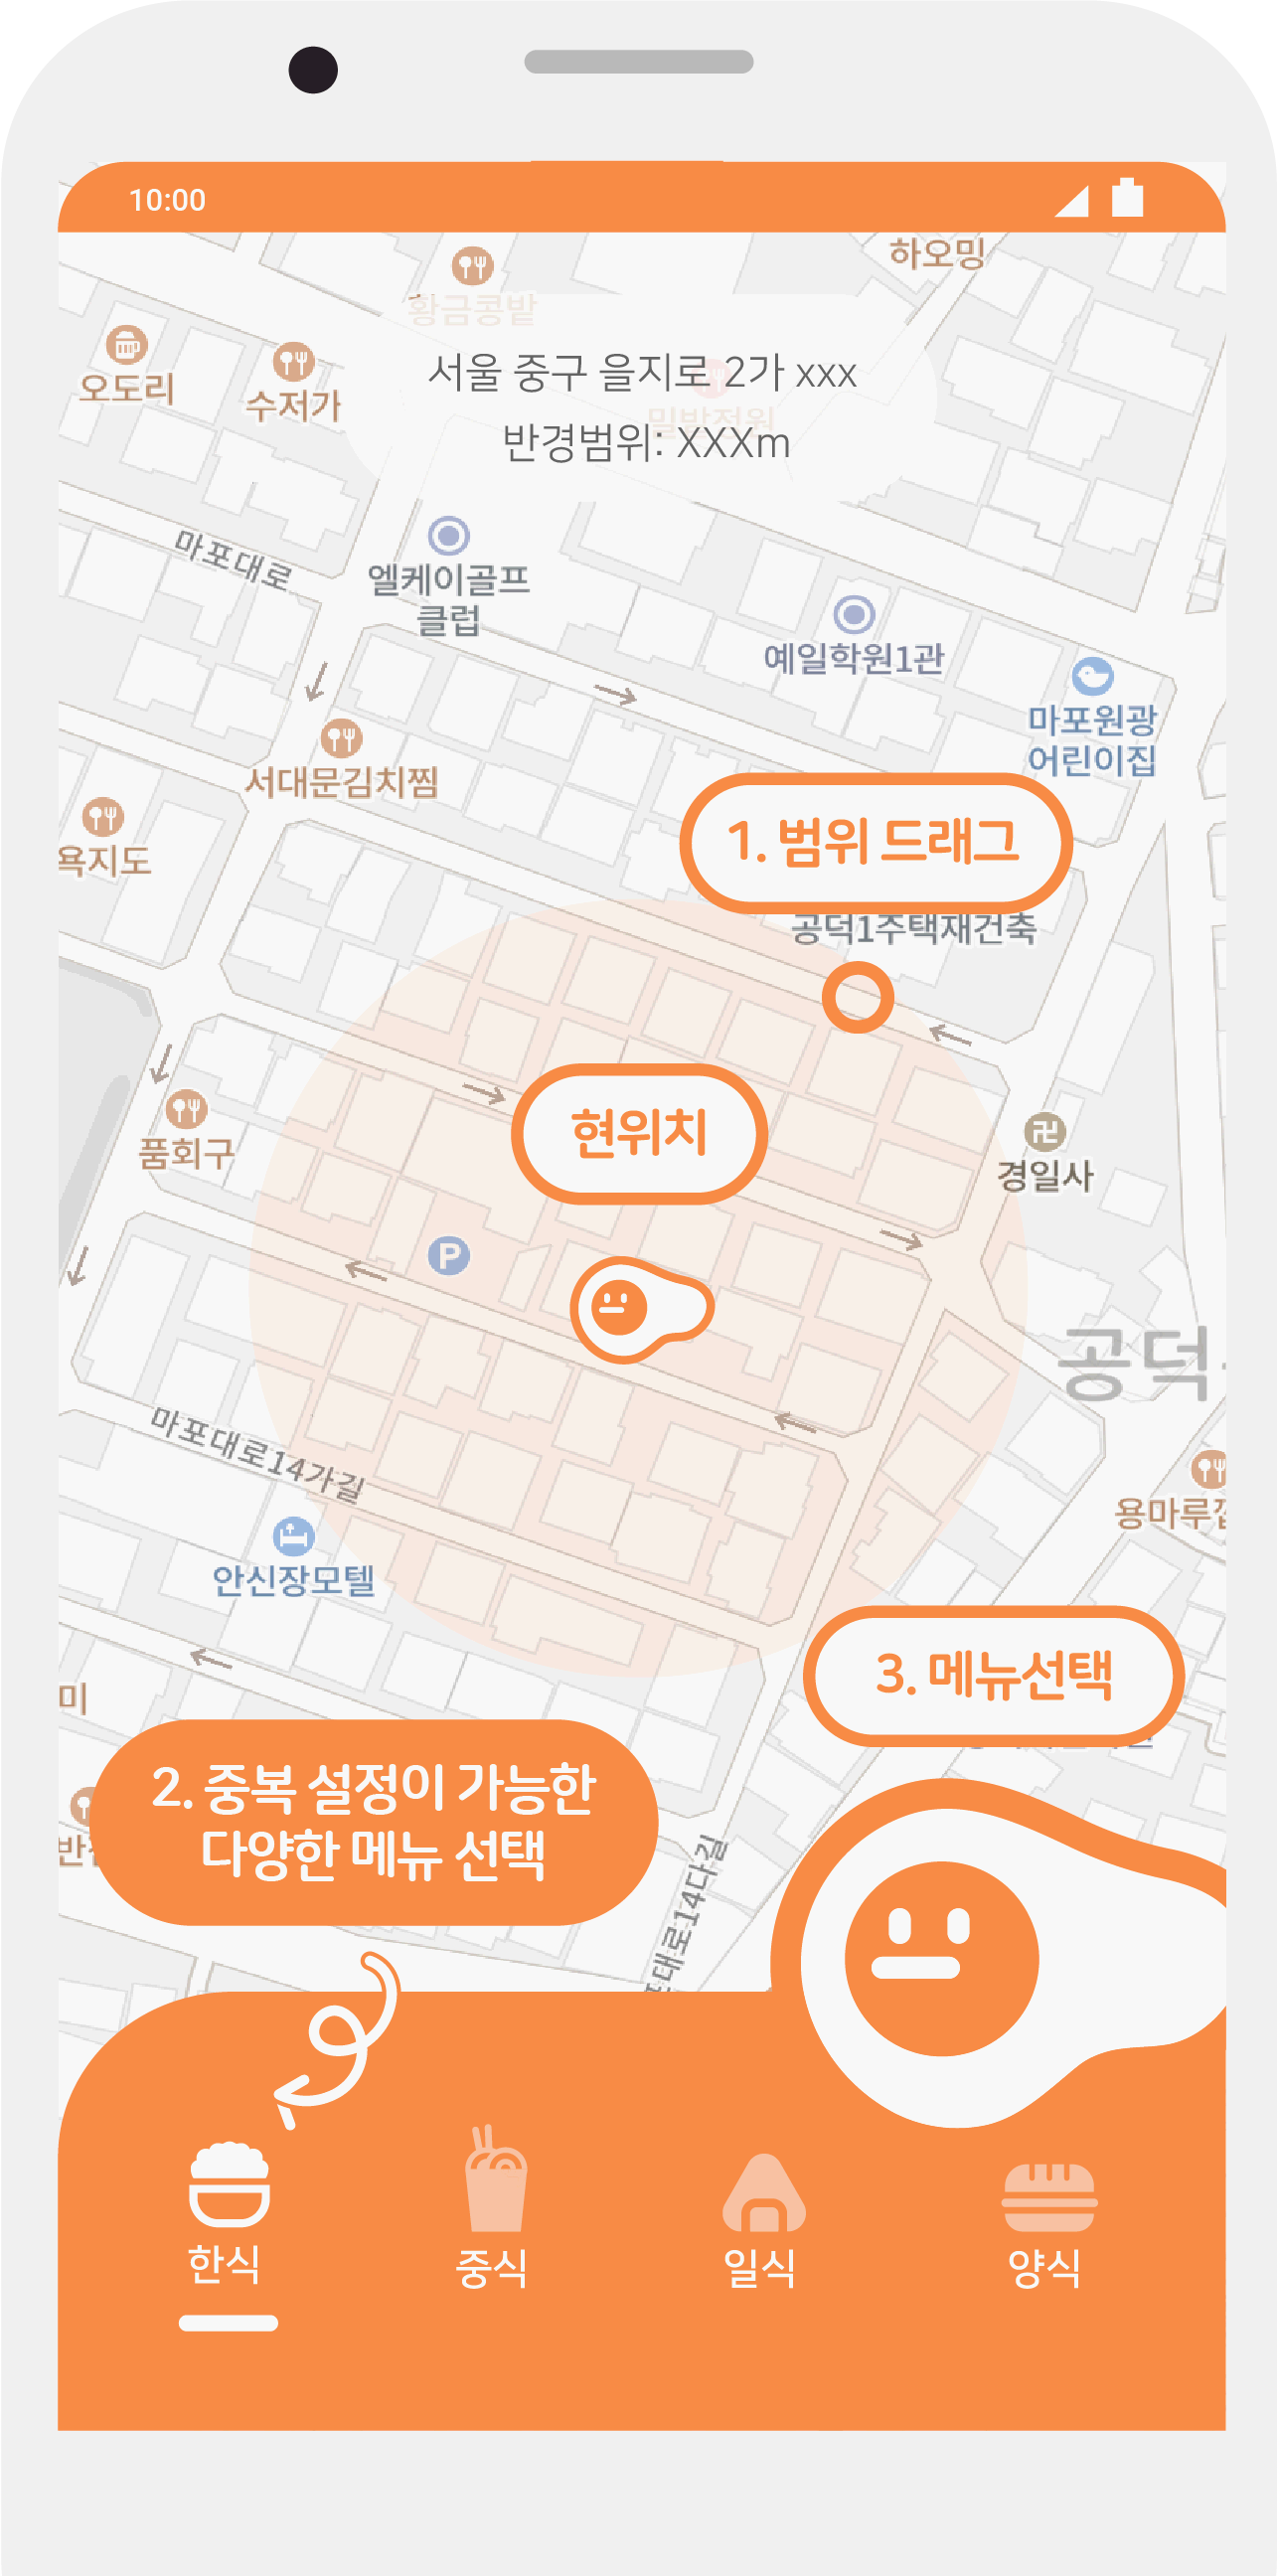 10:00
하오밍
황금콩밭
서울 중구 을지로 2가 xxx
오도리
수저가
밀밭정원
반경범위: XXXm
마포대로
엘케이골프
클럽
예일학원1관
마포원광
어린이집
서대문김치찜
1. 범위 드래그
욕지도
공덕1주택재건축
현위치
품회구
경일사
P
공덕
마포대로14가길
용마루
안신장모텔
3. 메뉴선택
미
2. 중복 설정이 가능한
다양한 메뉴 선택
반
포대로14다길
한식
중식
일식
양식